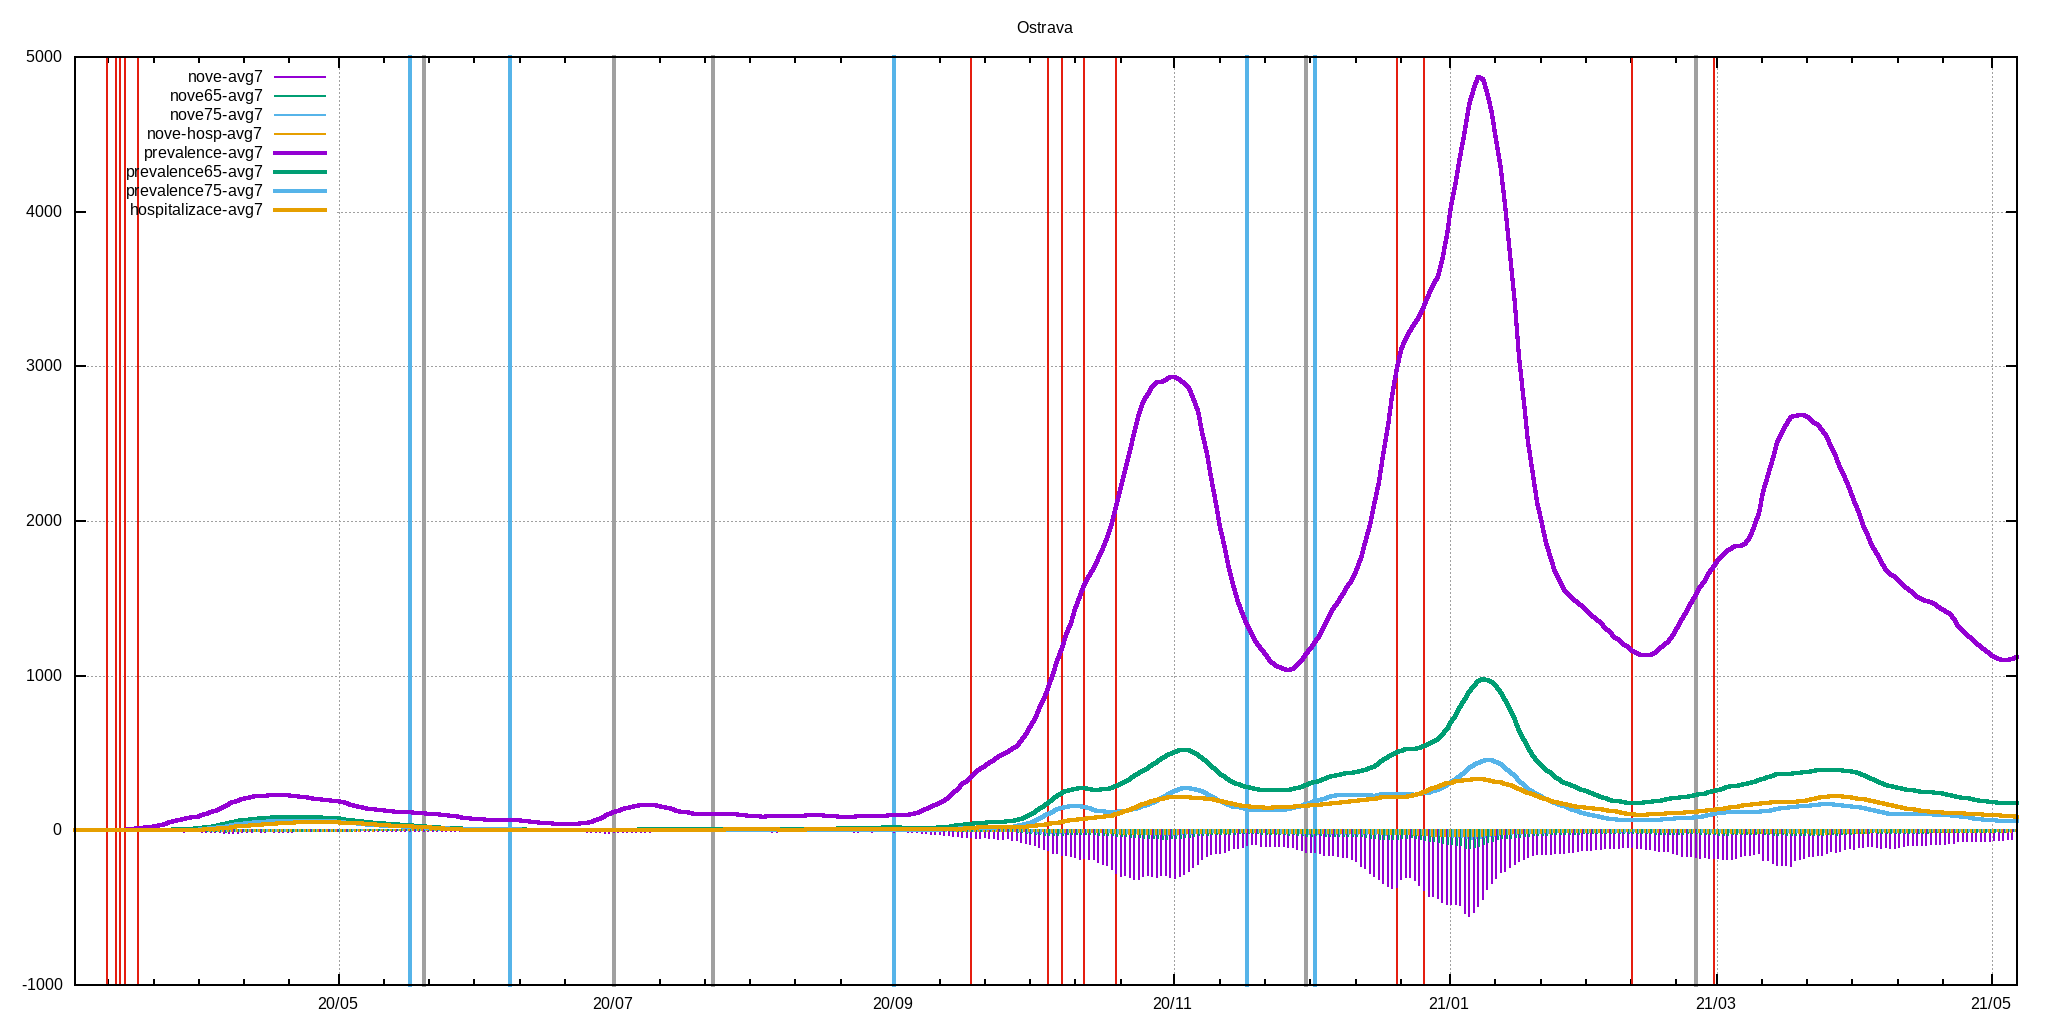 Ostrava
5000
4000
3000
2000
1000
0
-1000
nove-avg7
nove65-avg7
nove75-avg7
nove-hosp-avg7
prevalence-avg7
prevalence65-avg7
prevalence75-avg7
hospitalizace-avg7
20/05 20/07 20/09 20/11 21/01 21/03 21/05